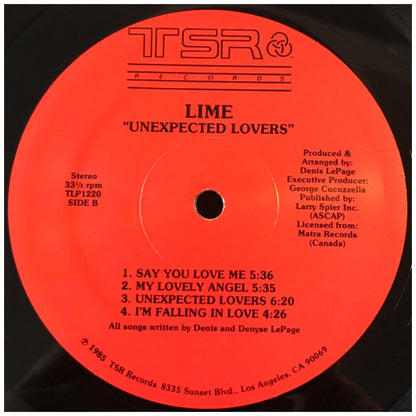 TSR
RECORDS
LIME
"UNEXPECTED LOVERS"
Stereo
33⅓ rpm
TLP1220
SIDE B
Produced &
Arranged by:
Denis LePage
Executive Producer:
George Cucuzzella
Published by:
Larry Spier Inc.
(ASCAP)
Licensed from:
Matra Records
(Canada)
1. SAY YOU LOVE ME 5:36
2. MY LOVELY ANGEL 5:35
3. UNEXPECTED LOVERS 6:20
4. I'M FALLING IN LOVE 4:26
All songs written by Denis and Denyse LePage
℗ 1985 TSR Records 8335 Sunset Blvd., Los Angeles, CA 90069